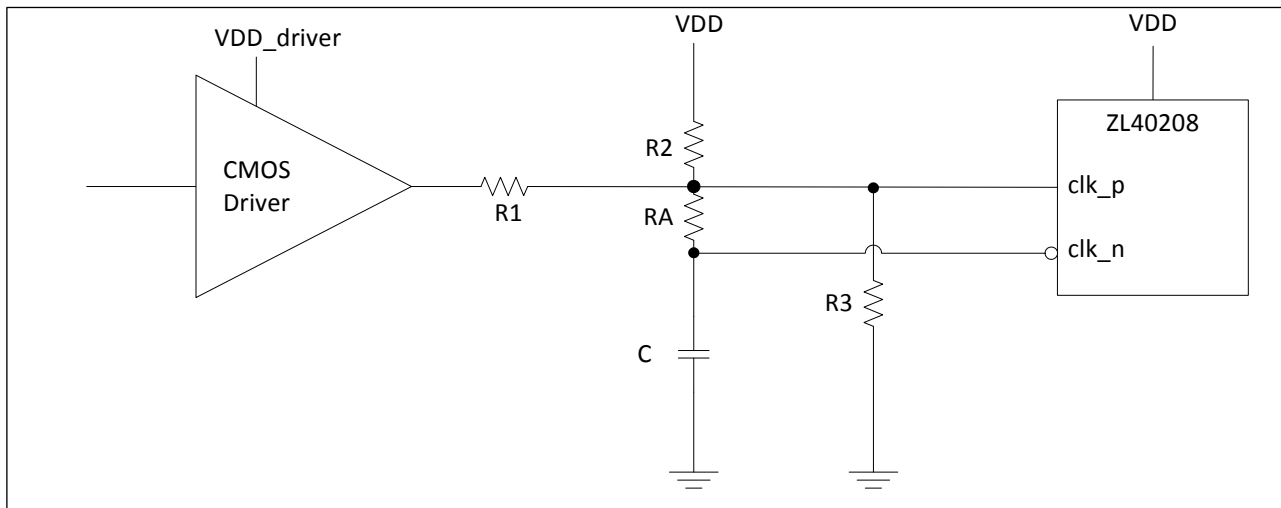 VDD_driver
VDD
VDD
CMOS
Driver
R1
R2
RA
C
R3
ZL40208
clk_p
clk_n